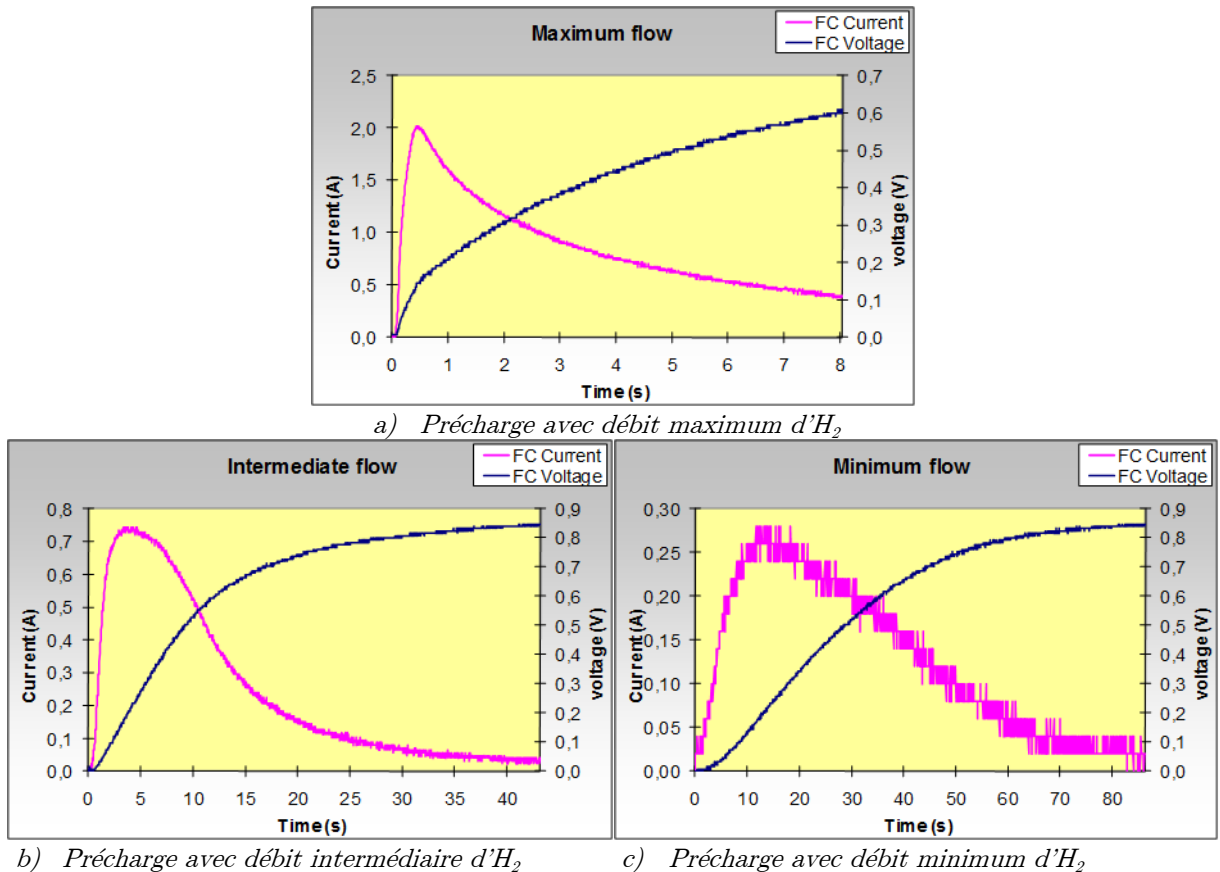 Maximum flow
FC Current
FC Voltage
2,5
2,0
1,5
1,0
0,5
0,0
Current (A)
0,7
0,6
0,5
0,4
0,3
0,2
0,1
0,0
voltage (V)
0 1 2 3 4 5 6 7 8
Time (s)
a) Précharge avec débit maximum d'H2
Intermediate flow
FC Current
FC Voltage
0,8
0,7
0,6
0,5
0,4
0,3
0,2
0,1
0,0
Current (A)
0,9
0,8
0,7
0,6
0,5
0,4
0,3
0,2
0,1
0,0
voltage (V)
0 5 10 15 20 25 30 35 40
Time (s)
b) Précharge avec débit intermédiaire d'H2
Minimum flow
FC Current
FC Voltage
0,30
0,25
0,20
0,15
0,10
0,05
0,00
Current (A)
0,9
0,8
0,7
0,6
0,5
0,4
0,3
0,2
0,1
0,0
voltage (V)
0 10 20 30 40 50 60 70 80
Time (s)
c) Précharge avec débit minimum d'H2